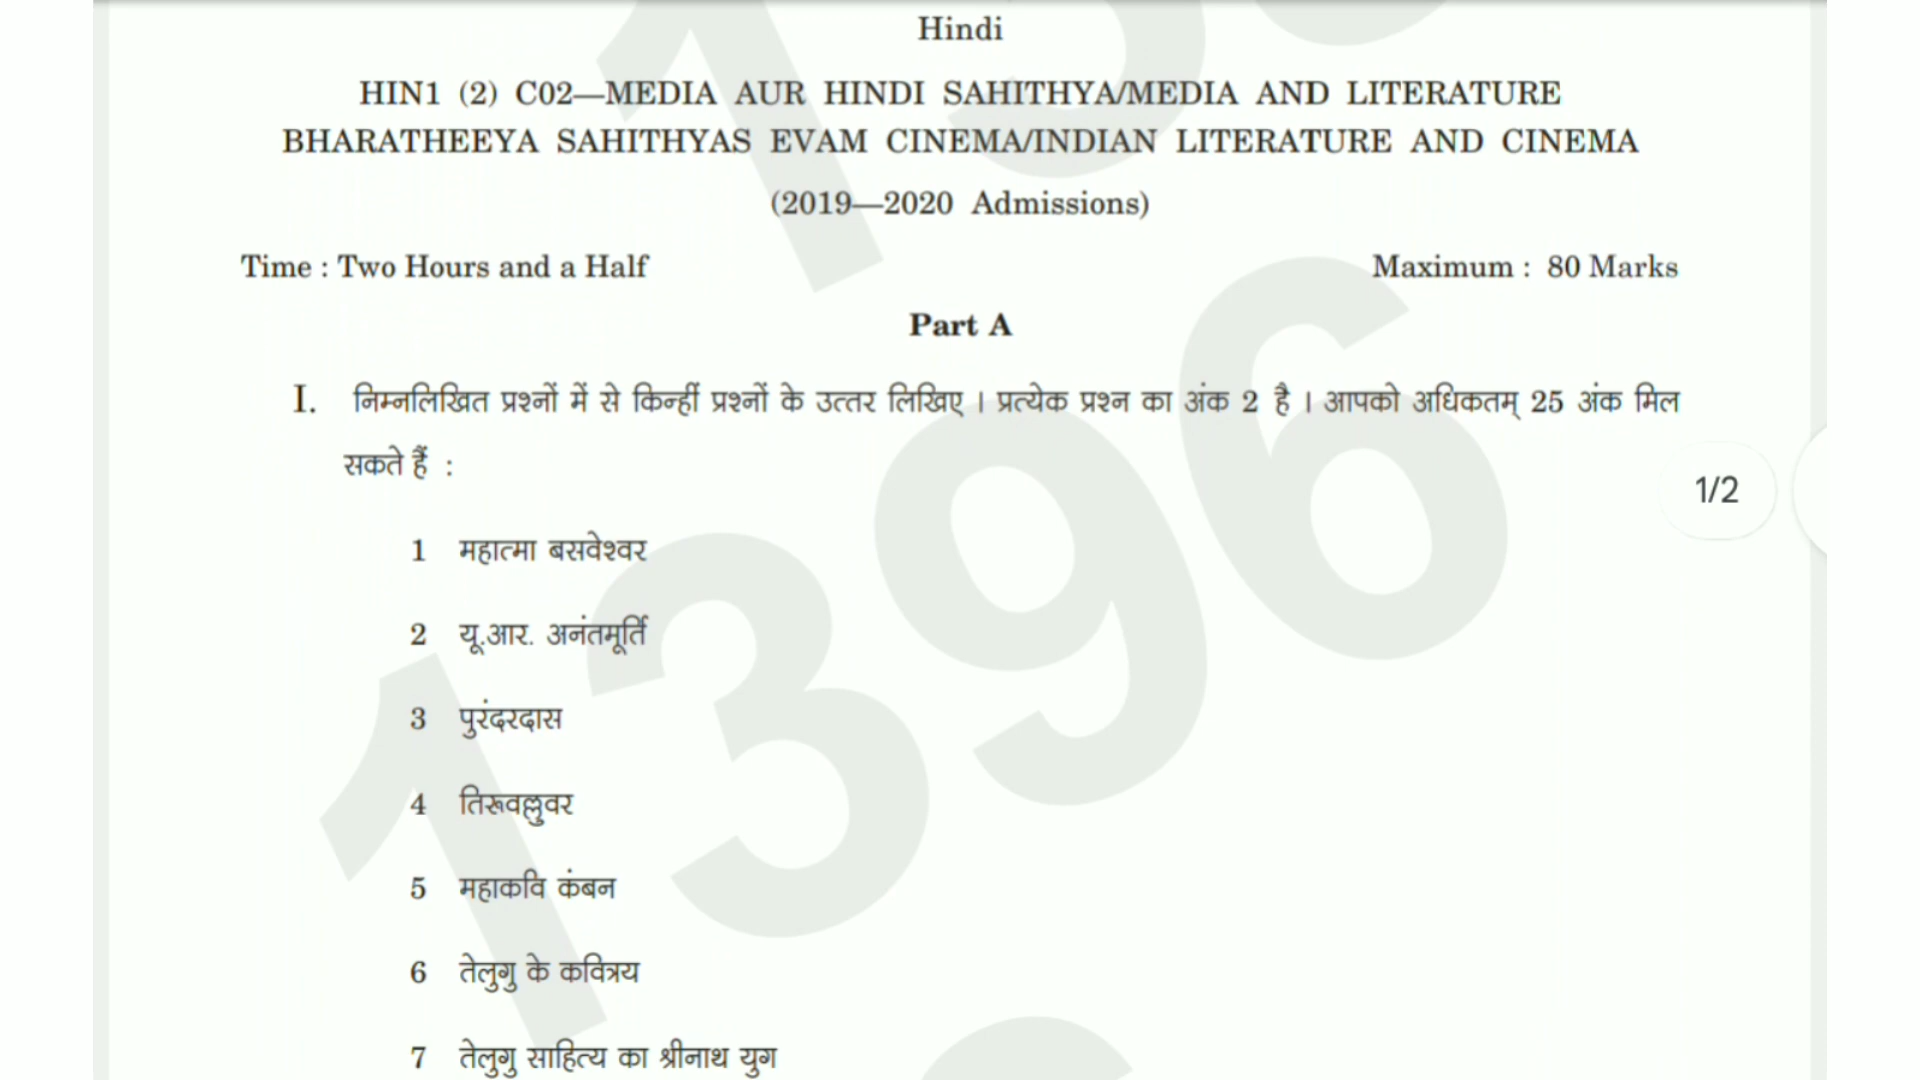 Hindi
HIN1 (2) C02—MEDIA AUR HINDI SAHITHYA/MEDIA AND LITERATURE
BHARATHEEYA SAHITHYAS EVAM CINEMA/INDIAN LITERATURE AND CINEMA
(2019—2020 Admissions)
Time : Two Hours and a Half Maximum : 80 Marks
Part A
I. निम्नलिखित प्रश्नों में से किन्हीं प्रश्नों के उत्तर लिखिए । प्रत्येक प्रश्न का अंक 2 है । आपको अधिकतम् 25 अंक मिल
सकते हैं :
1/2
1 महात्मा बसवेश्वर
2 यू.आर. अनंतमूर्ति
3 पुरंदरदास
4 तिरूवल्लुवर
5 महाकवि कंबन
6 तेलुगु के कवित्रय
7 तेलुगु साहित्य का श्रीनाथ युग
1396